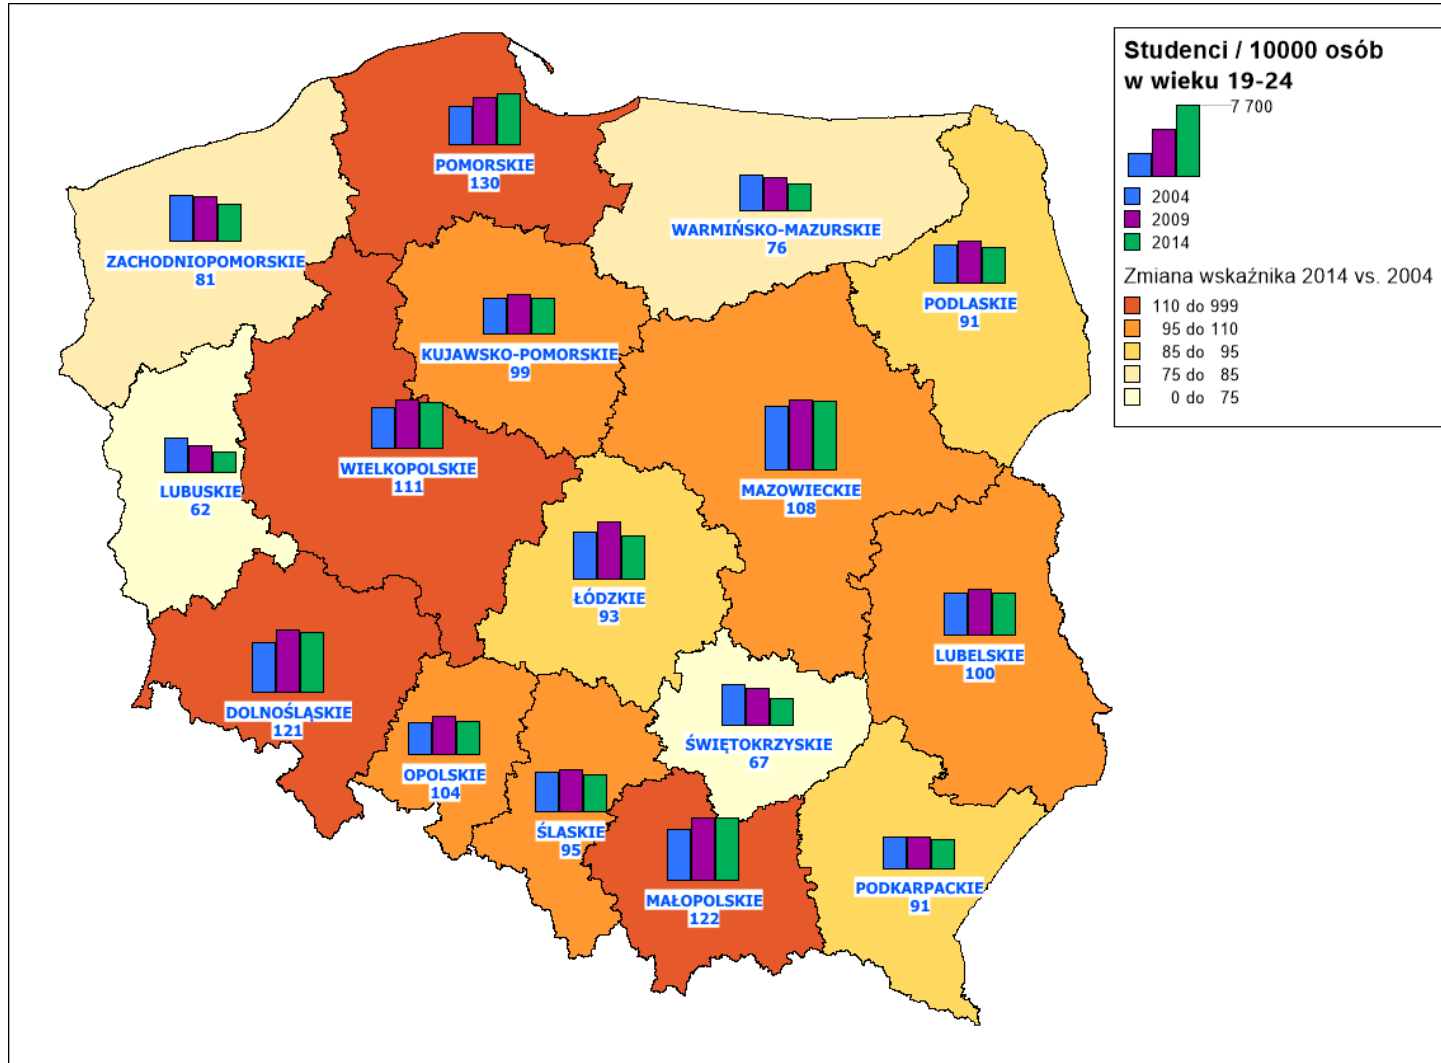 Studenci / 10000 osób
w wieku 19-24
7 700
2004
2009
2014
Zmiana wskaźnika 2014 vs. 2004
110 do 999
95 do 110
85 do 95
75 do 85
0 do 75
POMORSKIE
130
ZACHODNIOPOMORSKIE
81
WARMIŃSKO-MAZURSKIE
76
PODLASKIE
91
KUJAWSKO-POMORSKIE
99
WIELKOPOLSKIE
111
MAZOWIECKIE
108
LUBUSKIE
62
ŁÓDZKIE
93
LUBELSKIE
100
DOLNOŚLĄSKIE
121
OPOLSKIE
104
ŚWIĘTOKRZYSKIE
67
ŚLĄSKIE
95
MAŁOPOLSKIE
122
PODKARPACKIE
91